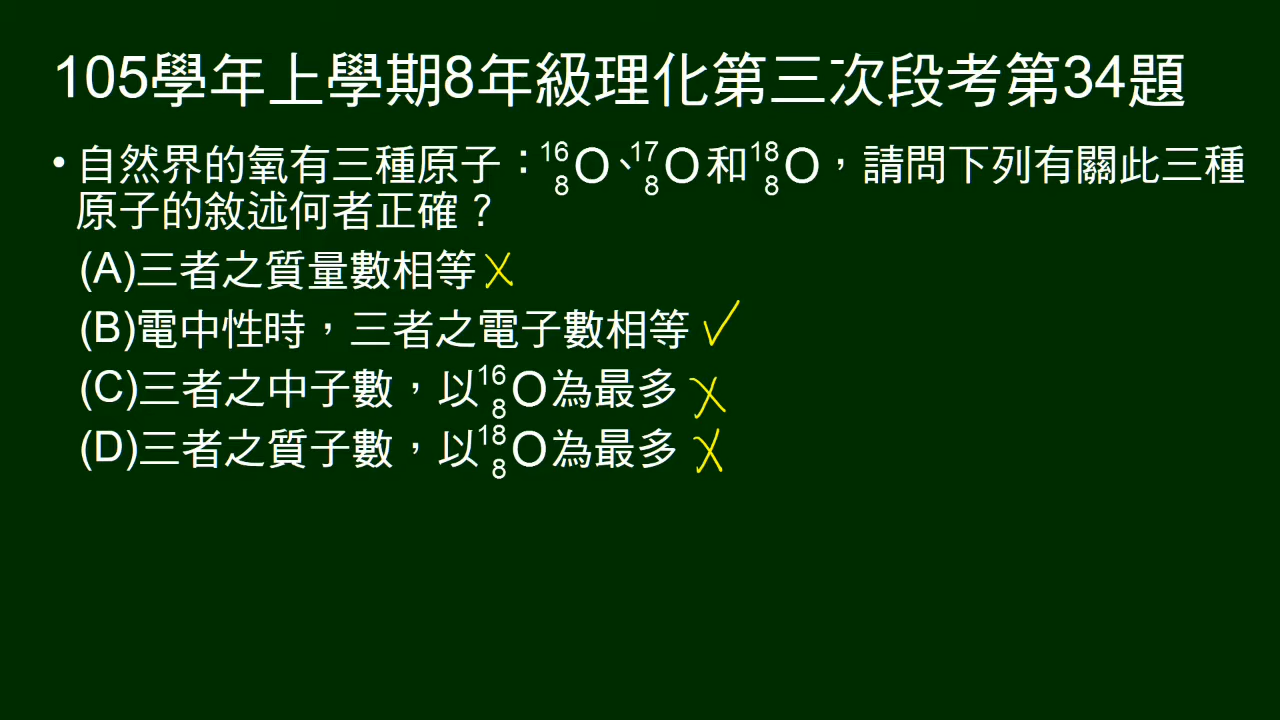 105學年上學期8年級理化第三次段考第34題
• 自然界的氧有三種原子：¹⁶₈O、¹⁷₈O和¹⁸₈O，請問下列有關此三種
原子的敘述何者正確？
(A)三者之質量數相等 ╳
(B)電中性時，三者之電子數相等 ✓
(C)三者之中子數，以¹⁶₈O為最多 ╳
(D)三者之質子數，以¹⁸₈O為最多 ╳